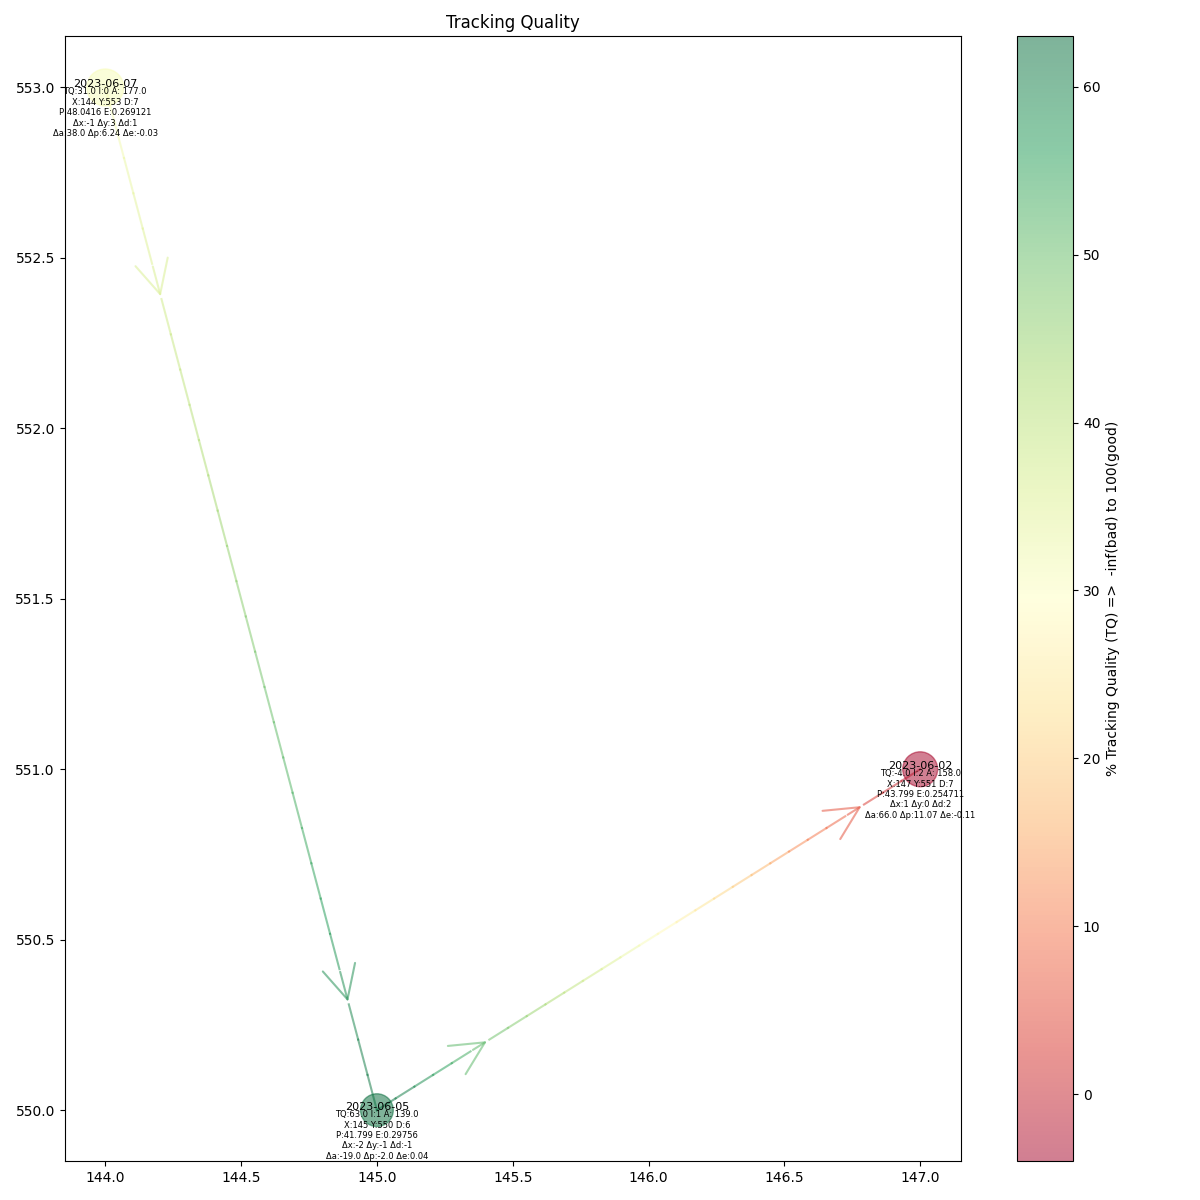 Tracking Quality
553.0
552.5
552.0
551.5
551.0
550.5
550.0
144.0
144.5
145.0
145.5
146.0
146.5
147.0
2023-06-07
TQ:31.0 I:0 A: 177.0
X:144 Y:553 D:7
P:48.0416 E:0.269121
Δx:-1 Δy:3 Δd:1
Δa:38.0 Δp:6.24 Δe:-0.03
2023-06-02
TQ:-4.0 I:2 A: 158.0
X:147 Y:551 D:7
P:43.799 E:0.254711
Δx:1 Δy:0 Δd:2
Δa:66.0 Δp:11.07 Δe:-0.11
2023-06-05
TQ:63.0 I:1 A: 139.0
X:145 Y:550 D:6
P:41.799 E:0.29756
Δx:-2 Δy:-1 Δd:-1
Δa:-19.0 Δp:-2.0 Δe:0.04
60
50
40
30
20
10
0
% Tracking Quality (TQ) =>  -inf(bad) to 100(good)